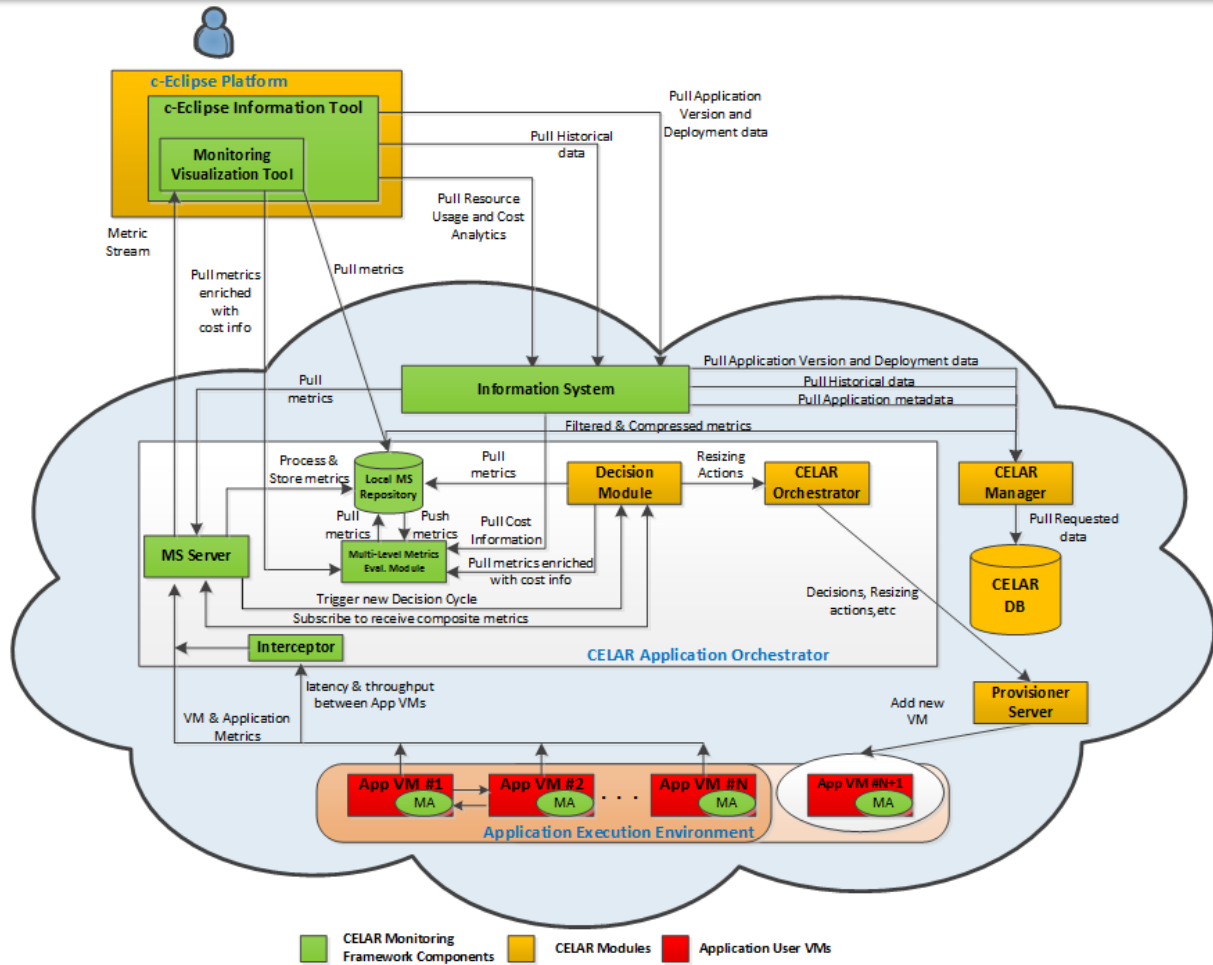 c-Eclipse Platform
c-Eclipse Information Tool
Monitoring
Visualization Tool
Pull Application
Version and
Deployment data
Pull Historical
data
Pull Resource
Usage and Cost
Analytics
Metric
Stream
Pull metrics
enriched
with
cost info
Pull metrics
Pull
metrics
Information System
Pull Application Version and Deployment data
Pull Historical data
Pull Application metadata
Filtered & Compressed metrics
Process &
Store metrics
Local MS
Repository
Pull
metrics
Decision
Module
Resizing
Actions
CELAR
Orchestrator
CELAR
Manager
Pull
metrics
Push
metrics
Pull Cost
Information
Pull Requested
data
MS Server
Multi-Level Metrics
Eval. Module
Pull metrics enriched
with cost info
CELAR
DB
Trigger new Decision Cycle
Subscribe to receive composite metrics
Decisions, Resizing
actions,etc
Interceptor
CELAR Application Orchestrator
latency & throughput
between App VMs
VM & Application
Metrics
Add new
VM
Provisioner
Server
App VM #1
MA
App VM #2
MA
. . .
App VM #N
MA
App VM #N+1
MA
Application Execution Environment
CELAR Monitoring
Framework Components
CELAR Modules
Application User VMs